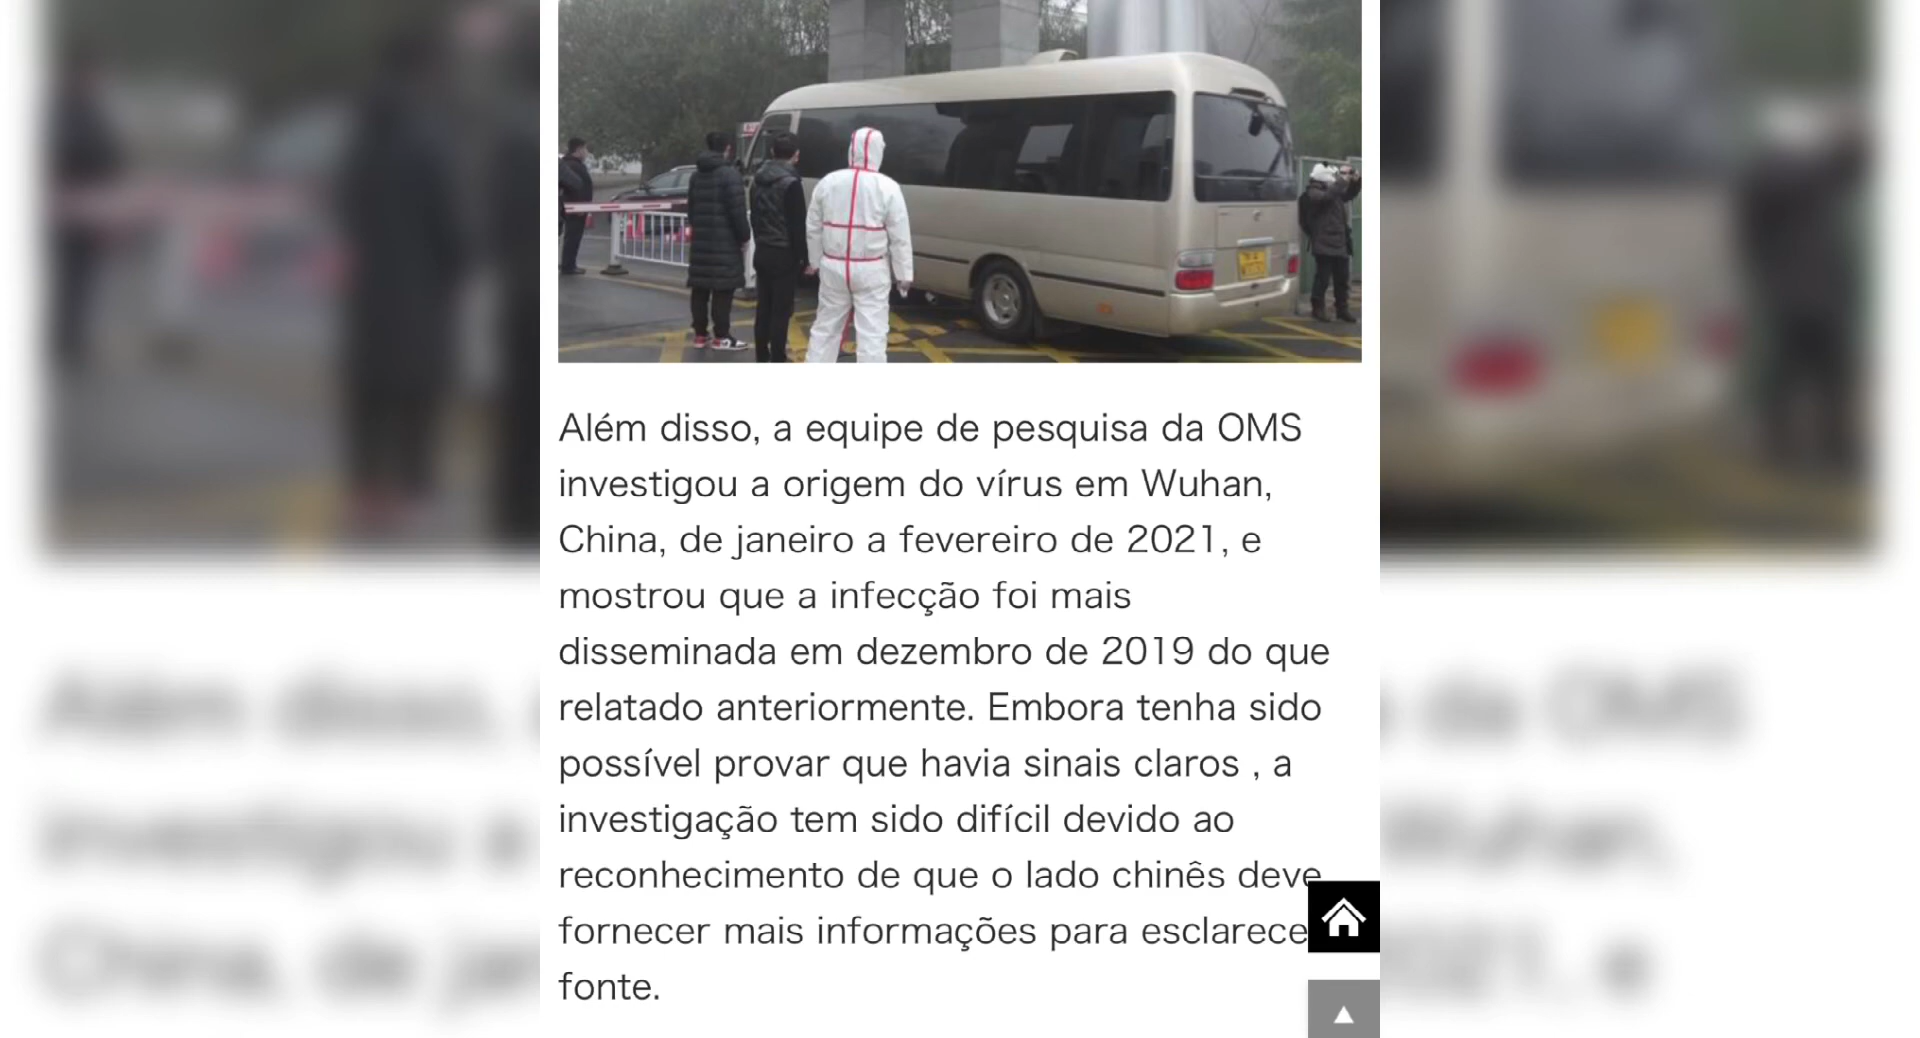 Além disso, a equipe de pesquisa da OMS
investigou a origem do vírus em Wuhan,
China, de janeiro a fevereiro de 2021, e
mostrou que a infecção foi mais
disseminada em dezembro de 2019 do que
relatado anteriormente. Embora tenha sido
possível provar que havia sinais claros , a
investigação tem sido difícil devido ao
reconhecimento de que o lado chinês deve
fornecer mais informações para esclarece
fonte.